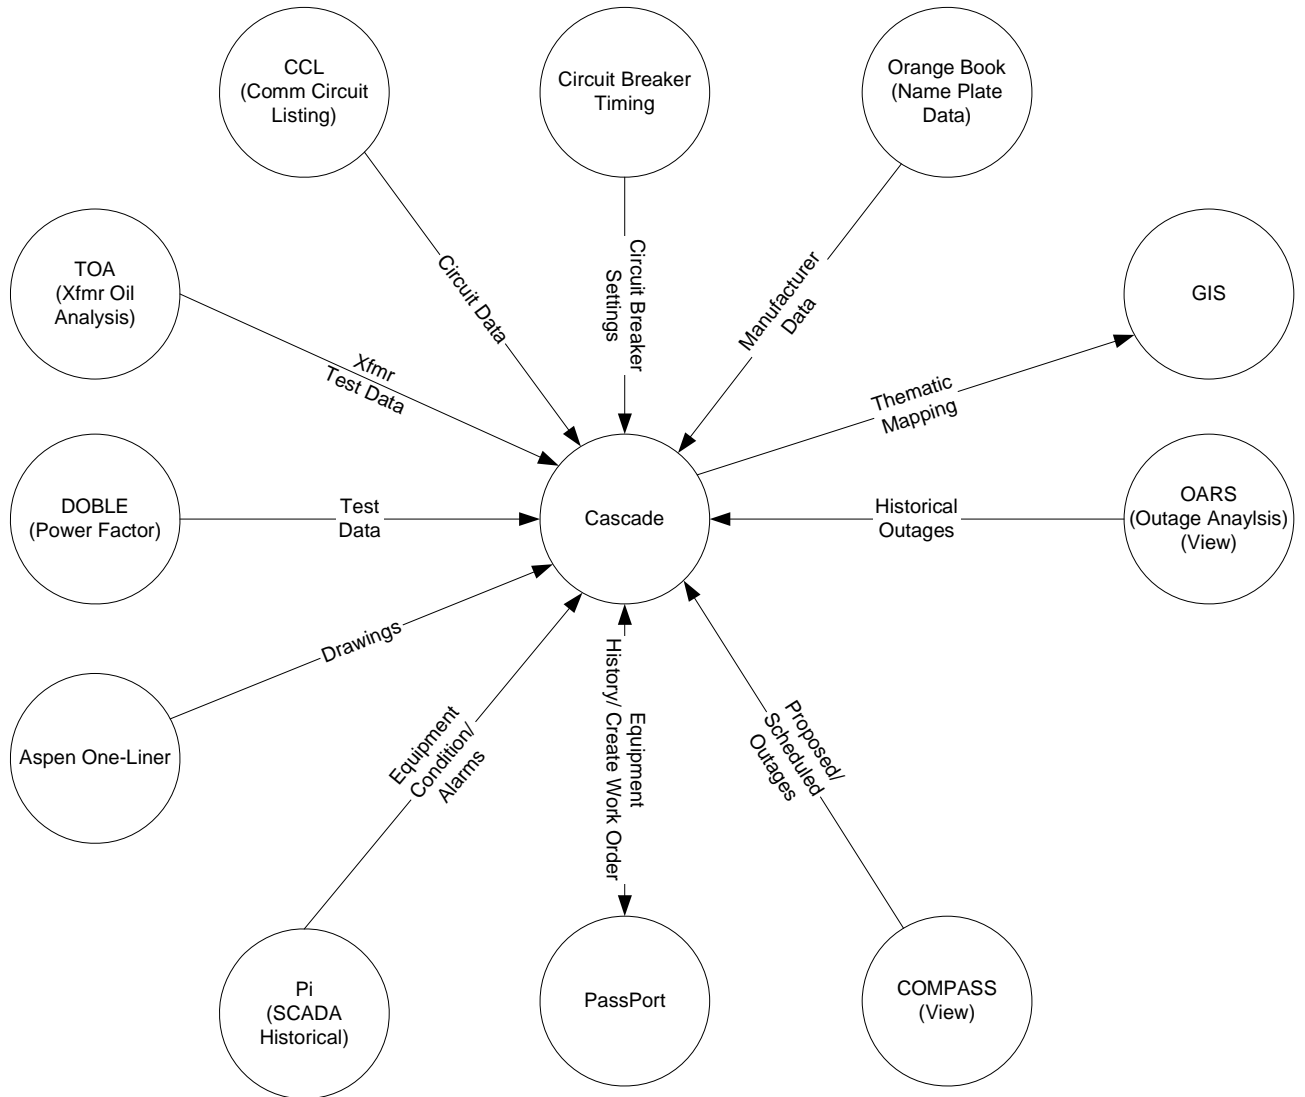 CCL
(Comm Circuit
Listing)
Circuit Breaker
Timing
Orange Book
(Name Plate
Data)
TOA
(Xfmr Oil
Analysis)
GIS
Circuit Data
Circuit Breaker
Settings
Manufacturer
Data
Xfmr
Test Data
Thematic
Mapping
DOBLE
(Power Factor)
Test
Data
Cascade
Historical
Outages
OARS
(Outage Anaylsis)
(View)
Drawings
Aspen One-Liner
Equipment
Condition/
Alarms
Equipment
History/ Create Work Order
Proposed/
Scheduled
Outages
Pi
(SCADA
Historical)
PassPort
COMPASS
(View)